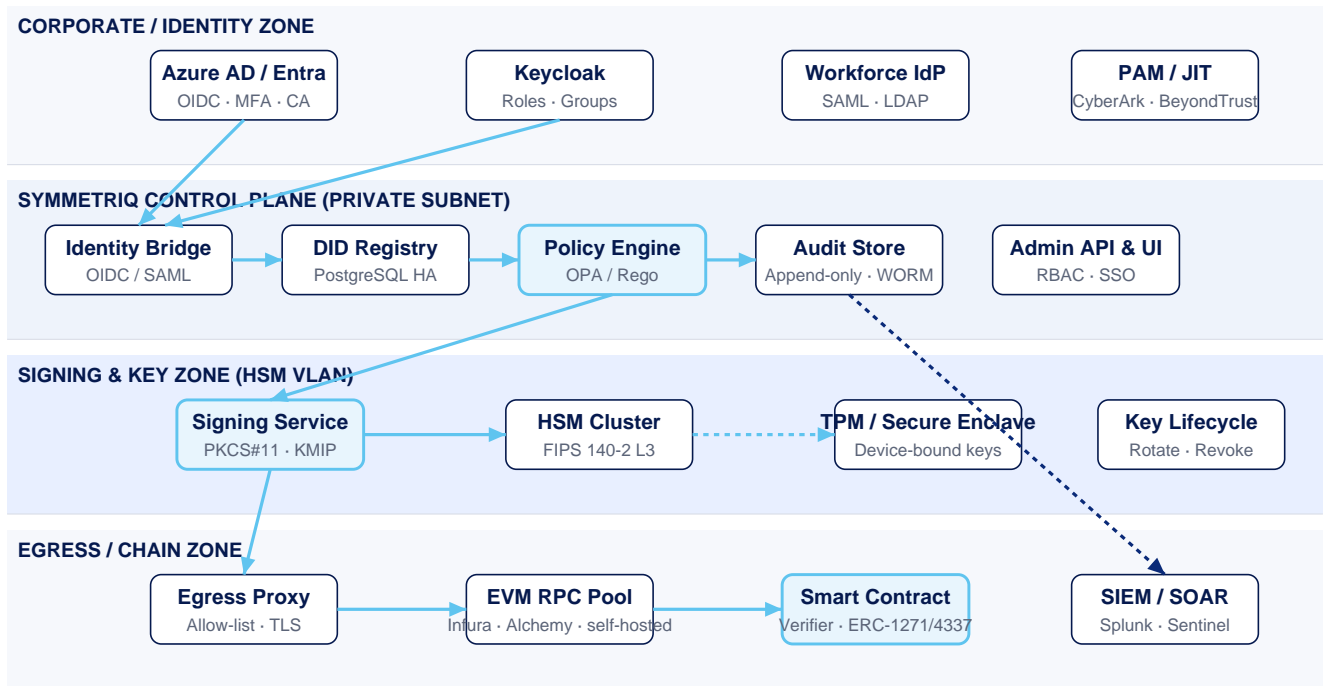 CORPORATE / IDENTITY ZONE
Azure AD / Entra
OIDC · MFA · CA
Keycloak
Roles · Groups
Workforce IdP
SAML · LDAP
PAM / JIT
CyberArk · BeyondTrust
SYMMETRIQ CONTROL PLANE (PRIVATE SUBNET)
Identity Bridge
OIDC / SAML
DID Registry
PostgreSQL HA
Policy Engine
OPA / Rego
Audit Store
Append-only · WORM
Admin API & UI
RBAC · SSO
SIGNING & KEY ZONE (HSM VLAN)
Signing Service
PKCS#11 · KMIP
HSM Cluster
FIPS 140-2 L3
TPM / Secure Enclave
Device-bound keys
Key Lifecycle
Rotate · Revoke
EGRESS / CHAIN ZONE
Egress Proxy
Allow-list · TLS
EVM RPC Pool
Infura · Alchemy · self-hosted
Smart Contract
Verifier · ERC-1271/4337
SIEM / SOAR
Splunk · Sentinel